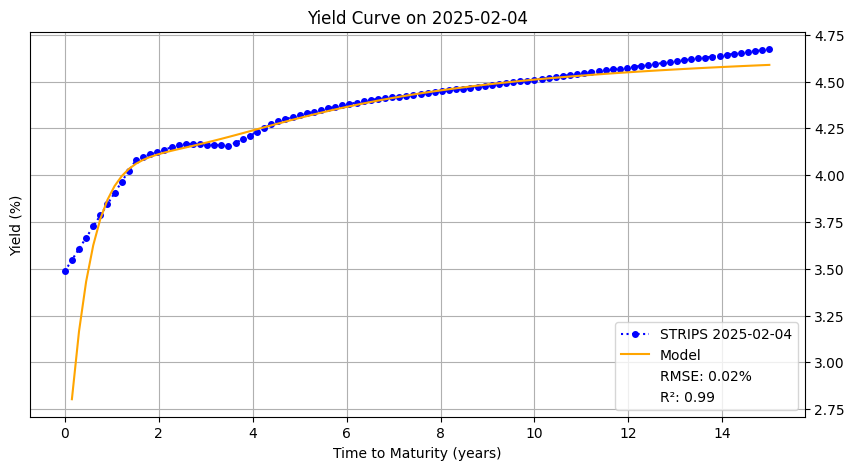 Yield Curve on 2025-02-04
Yield (%)
4.75
4.50
4.25
4.00
3.75
3.50
3.25
3.00
2.75
STRIPS 2025-02-04
Model
RMSE: 0.02%
R²: 0.99
0 2 4 6 8 10 12 14
Time to Maturity (years)